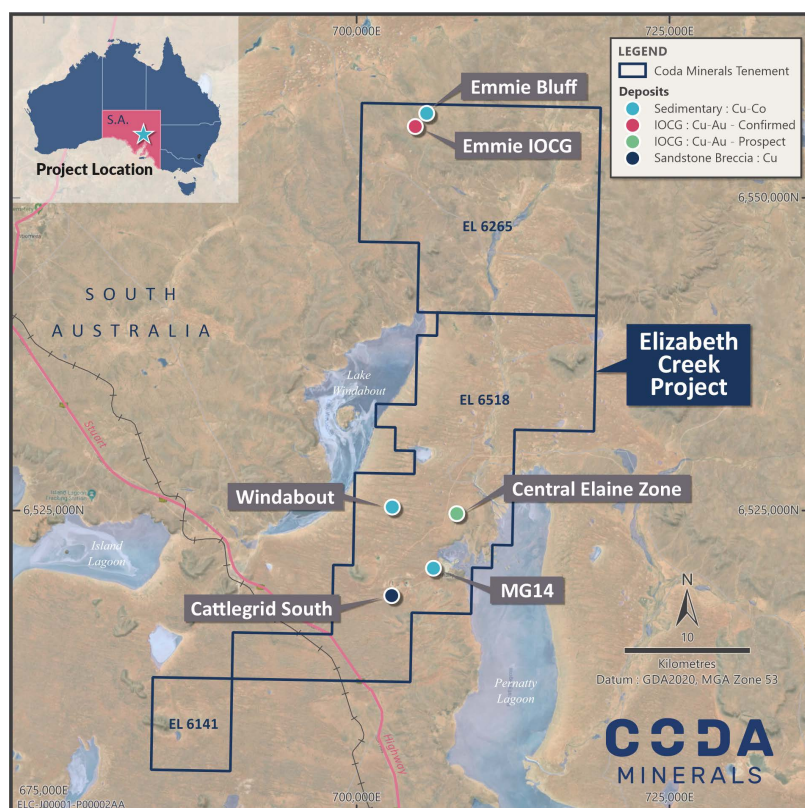 700,000E
725,000E
S.A.
Project Location
LEGEND
Coda Minerals Tenement
Deposits
Sedimentary : Cu-Co
IOCG : Cu-Au - Confirmed
IOCG : Cu-Au - Prospect
Sandstone Breccia : Cu
Emmie Bluff
Emmie IOCG
6,550,000N
EL 6265
SOUTH
AUSTRALIA
Elizabeth
Creek
Project
Lake
Windabout
EL 6518
Stuart
Windabout
Central Elaine Zone
6,525,000N
6,525,000N
Island
Lagoon
MG14
Cattlegrid South
N
10
Kilometres
Datum : GDA2020, MGA Zone 53
Pernatty
Lagoon
EL 6141
Highway
CODA
MINERALS
675,000E
ELC-J00001-P00002AA
700,000E
725,000E